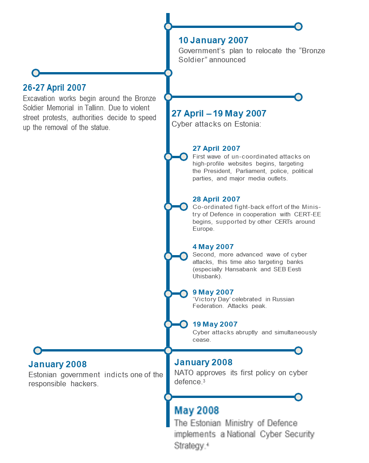 10 January 2007
Government's plan to relocate the "Bronze
Soldier" announced
26-27 April 2007
Excavation works begin around the Bronze
Soldier Memorial in Tallinn. Due to violent
street protests, authorities decide to speed
up the removal of the statue.
27 April – 19 May 2007
Cyber attacks on Estonia:
27 April 2007
First wave of un-coordinated attacks on
high-profile websites begins, targeting
the President, Parliament, police, political
parties, and major media outlets.
28 April 2007
Co-ordinated fight-back effort of the Minis-
try of Defence in cooperation with CERT-EE
begins, supported by other CERTs around
Europe.
4 May 2007
Second, more advanced wave of cyber
attacks, this time also targeting banks
(especially Hansabank and SEB Eesti
Uhisbank).
9 May 2007
'Victory Day' celebrated in Russian
Federation. Attacks peak.
19 May 2007
Cyber attacks abruptly and simultaneously
cease.
January 2008
Estonian government indicts one of the
responsible hackers.
January 2008
NATO approves its first policy on cyber
defence.³
May 2008
The Estonian Ministry of Defence
implements a National Cyber Security
Strategy.⁴